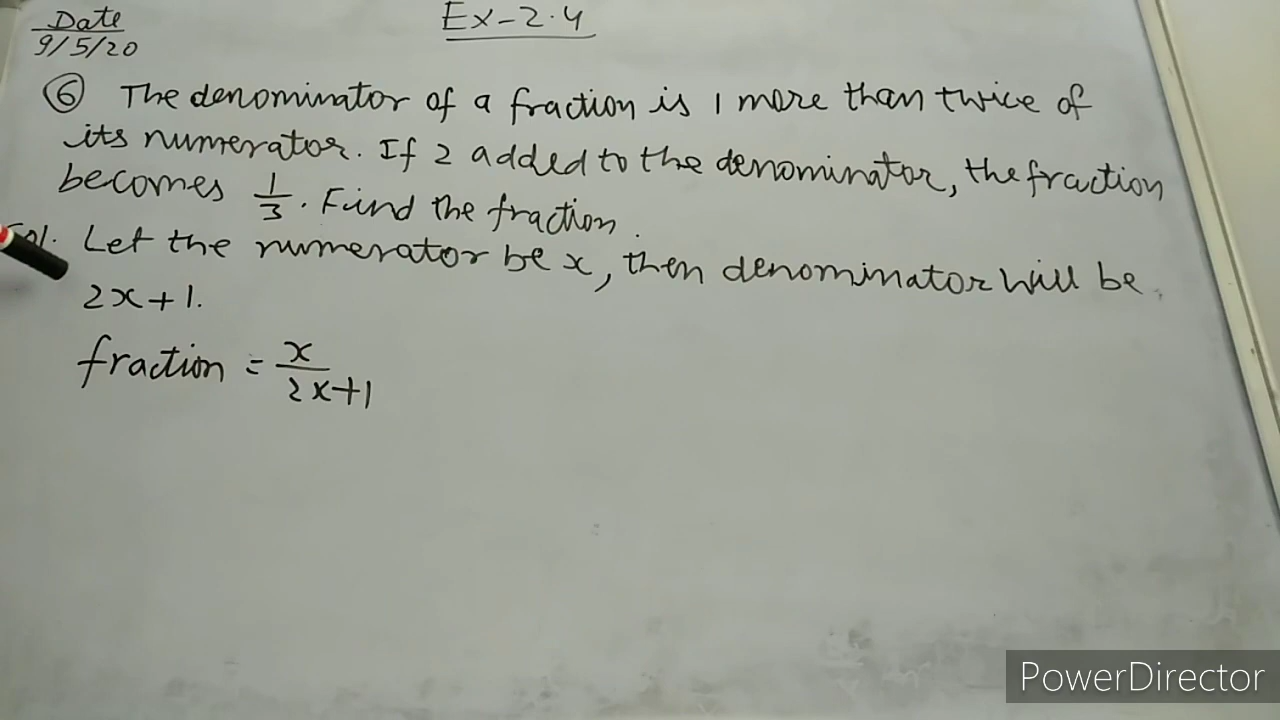 Date
9/5/20
Ex-2.4
⑥ The denominator of a fraction is 1 more than twice of
its numerator. If 2 added to the denominator, the fraction
becomes 1/3. Find the fraction.
Let the numerator be x, then denominator will be
2x+1.
fraction = x/2x+1
PowerDirector